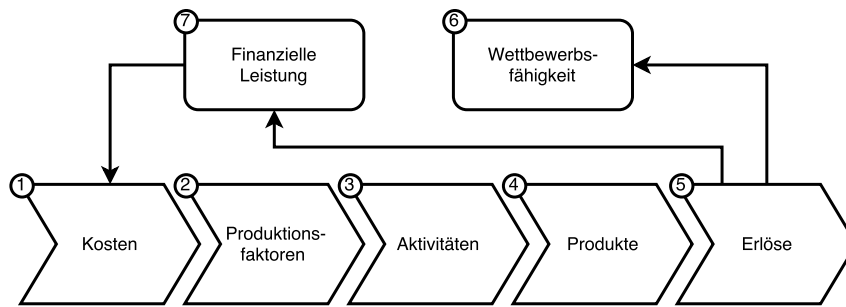 7
Finanzielle
Leistung
6
Wettbewerbs-
fähigkeit
1
Kosten
2
Produktions-
faktoren
3
Aktivitäten
4
Produkte
5
Erlöse